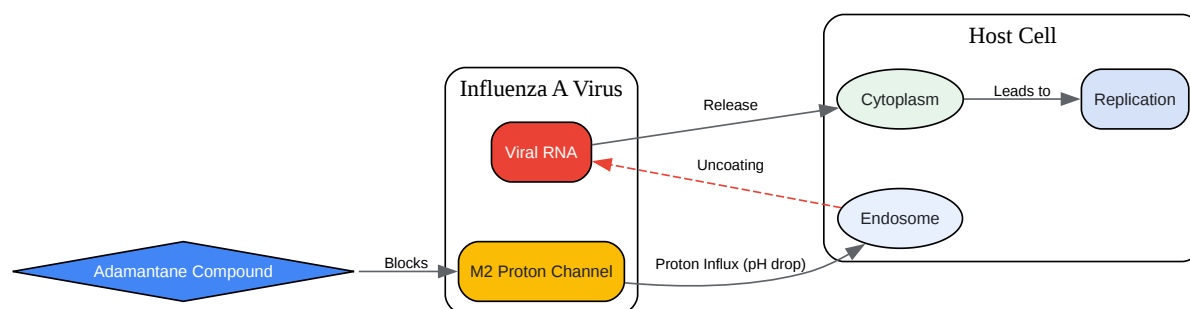 Host Cell
Influenza A Virus
Release
Cytoplasm
Leads to
Replication
Viral RNA
Uncoating
Endosome
Adamantane Compound
Blocks
M2 Proton Channel
Proton Influx (pH drop)